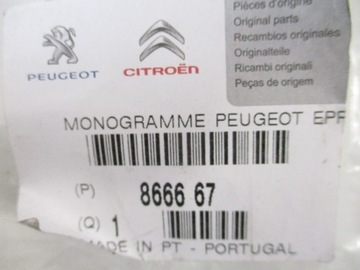 Pièces d'origine
Original parts
Recambios originales
Originalteile
Ricambi originali
Peças de origem
PEUGEOT
CITROËN
MONOGRAMME PEUGEOT EPF
(P) 8666 67
(Q) 1
MADE IN PT - PORTUGAL